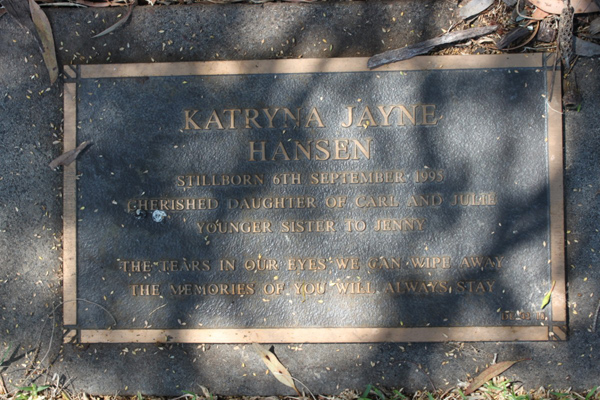 KATRYNA JAYNE
HANSEN
STILLBORN 6TH SEPTEMBER 1998
CHERISHED DAUGHTER OF CARL AND JULIE
YOUNGER SISTER TO JENNY
THE TEARS IN OUR EYES WE CAN WIPE AWAY
THE MEMORIES OF YOU WILL ALWAYS STAY